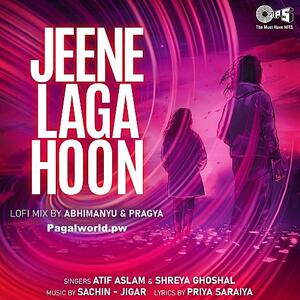 Tips
The Must Have HITS
JEENE
LAGA
HOON
LOFI MIX BY ABHIMANYU & PRAGYA
Pagalworld.pw
SINGERS ATIF ASLAM & SHREYA GHOSHAL
MUSIC BY SACHIN - JIGAR LYRICS BY PRIYA SARAIYA